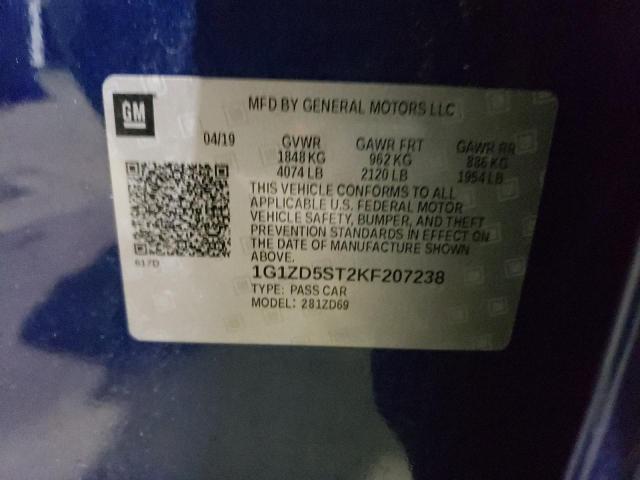 GM
MFD BY GENERAL MOTORS LLC
04/19 GVWR GAWR FRT GAWR RR
1848 KG 962 KG 886 KG
4074 LB 2120 LB 1954 LB
THIS VEHICLE CONFORMS TO ALL
APPLICABLE U.S. FEDERAL MOTOR
VEHICLE SAFETY, BUMPER, AND THEFT
PREVENTION STANDARDS IN EFFECT ON
THE DATE OF MANUFACTURE SHOWN
ABOVE.
617D
1G1ZD5ST2KF207238
TYPE: PASS CAR
MODEL: 281ZD69